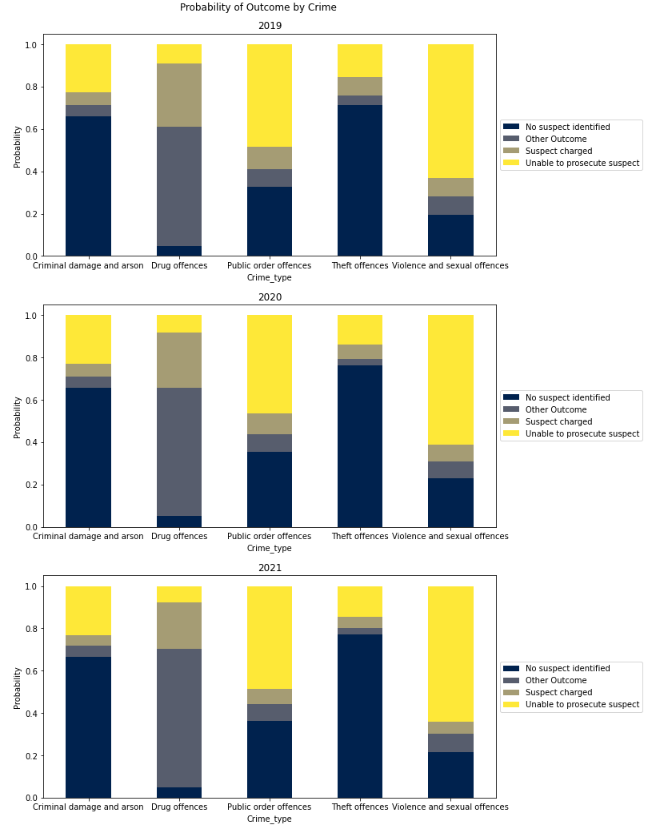 Probability of Outcome by Crime
2019
1.0
0.8
0.6
0.4
0.2
0.0
Probability
Criminal damage and arson Drug offences Public order offences Theft offences Violence and sexual offences
Crime_type
No suspect identified
Other Outcome
Suspect charged
Unable to prosecute suspect
2020
1.0
0.8
0.6
0.4
0.2
0.0
Probability
Criminal damage and arson Drug offences Public order offences Theft offences Violence and sexual offences
Crime_type
No suspect identified
Other Outcome
Suspect charged
Unable to prosecute suspect
2021
1.0
0.8
0.6
0.4
0.2
0.0
Probability
Criminal damage and arson Drug offences Public order offences Theft offences Violence and sexual offences
Crime_type
No suspect identified
Other Outcome
Suspect charged
Unable to prosecute suspect